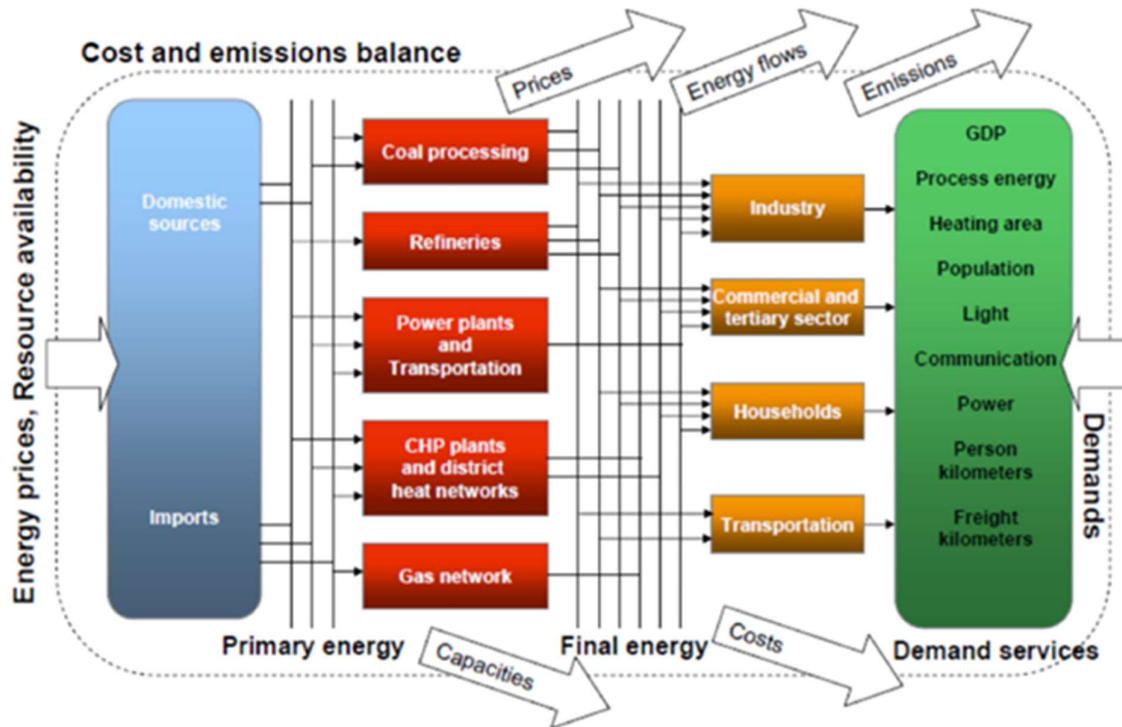 Cost and emissions balance
Prices
Energy flows
Emissions
Energy prices, Resource availability
Domestic
sources
Imports
Primary energy
Coal processing
Refineries
Power plants
and
Transportation
CHP plants
and district
heat networks
Gas network
Capacities
Final energy
Industry
Commercial and
tertiary sector
Households
Transportation
Costs
GDP
Process energy
Heating area
Population
Light
Communication
Power
Person
kilometers
Freight
kilometers
Demand services
Demands